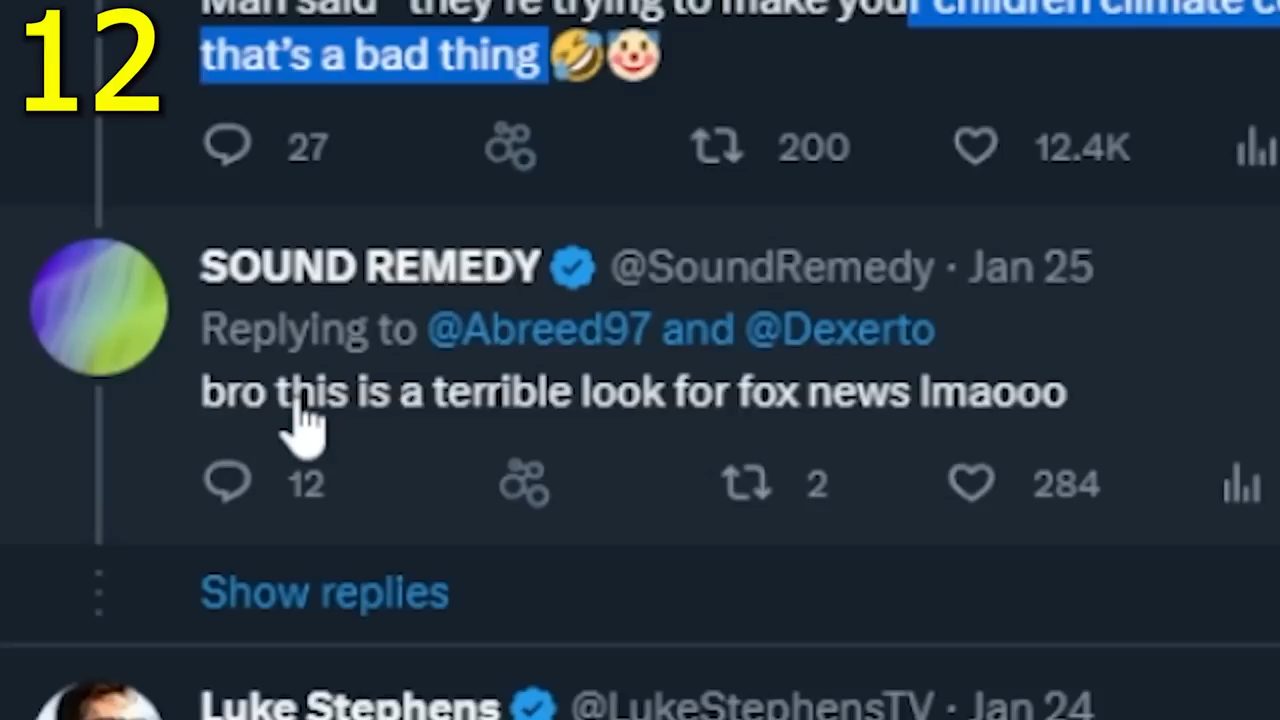 12
Man said "they're trying to make your children climate c
that's a bad thing 🤣🤡
27 200 12.4K
SOUND REMEDY @SoundRemedy · Jan 25
Replying to @Abreed97 and @Dexerto
bro this is a terrible look for fox news lmaooo
12 2 284
Show replies
Luke Stephens @LukeStephensTV · Jan 24